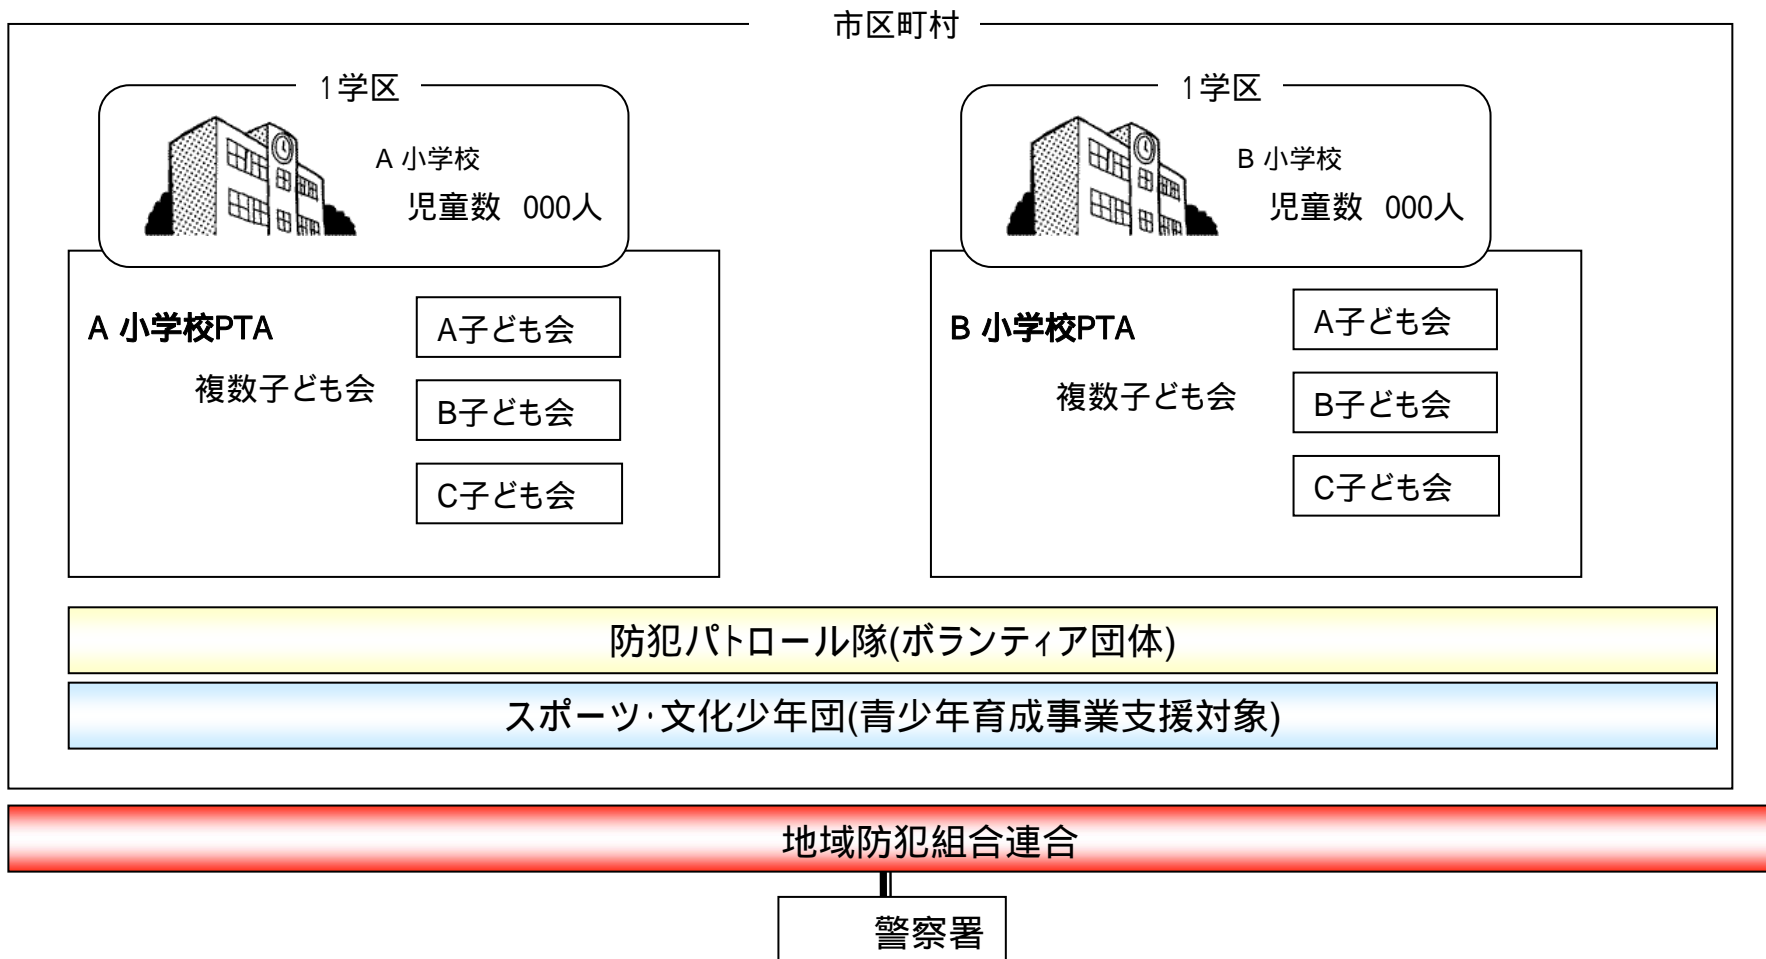 市区町村
1学区
A 小学校
児童数 000人
A 小学校PTA
複数子ども会
A子ども会
B子ども会
C子ども会
1学区
B 小学校
児童数 000人
B 小学校PTA
複数子ども会
A子ども会
B子ども会
C子ども会
防犯パトロール隊(ボランティア団体)
スポーツ・文化少年団(青少年育成事業支援対象)
地域防犯組合連合
警察署